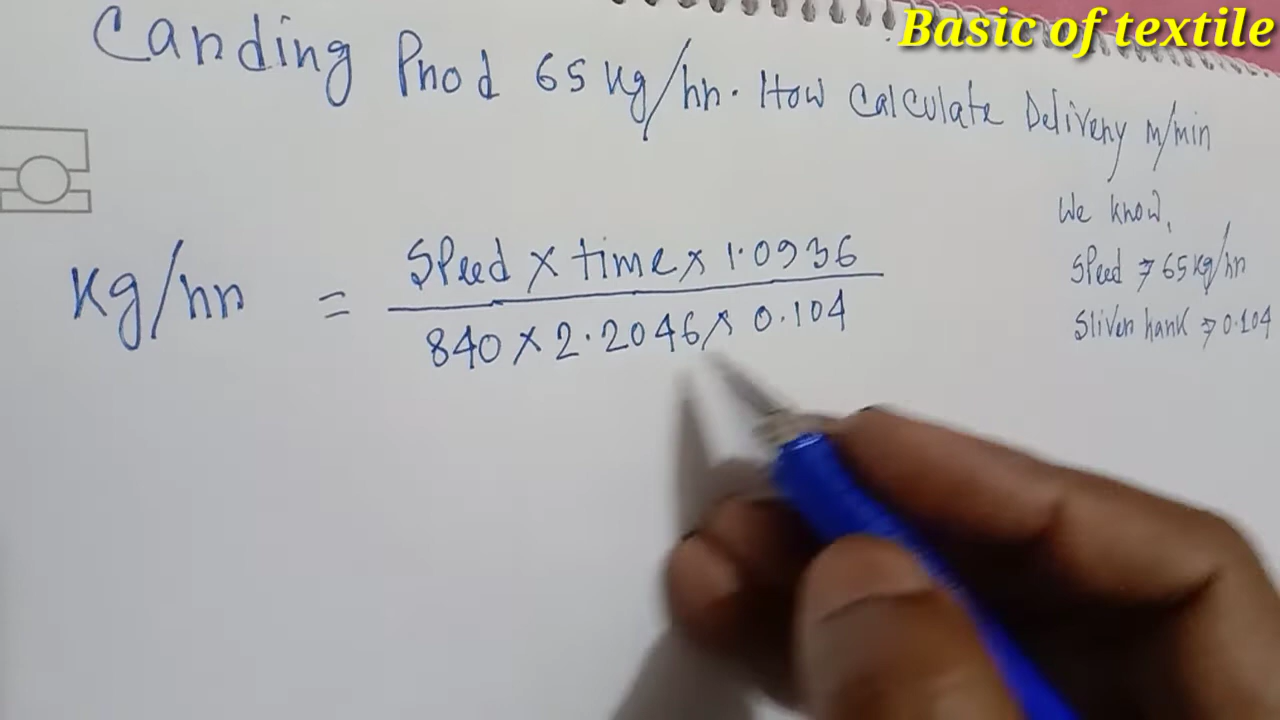 Basic of textile
Carding Prod 65 kg/hr. How Calculate Delivery m/min
We know,
Speed ⇒ 65 kg/hr
Sliver hank ⇒ 0.104
Kg/hr = Speed × time × 1.0936
840 × 2.2046 × 0.104